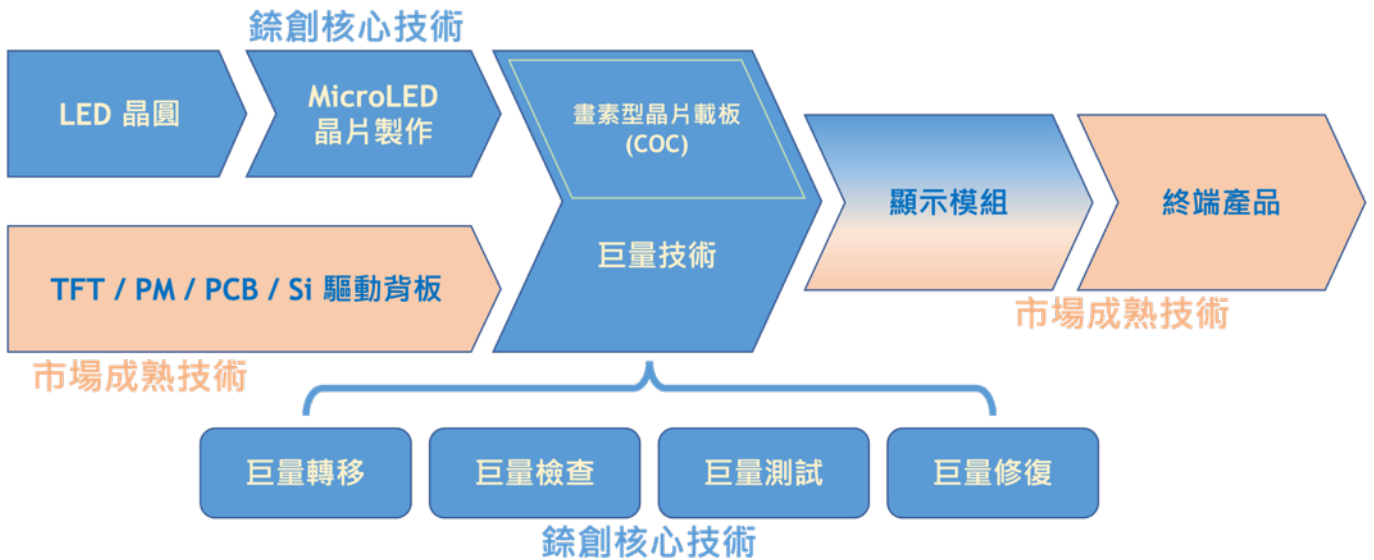 錼創核心技術
LED 晶圓
MicroLED
晶片製作
畫素型晶片載板
(COC)
巨量技術
顯示模組
終端產品
TFT / PM / PCB / Si 驅動背板
市場成熟技術
市場成熟技術
巨量轉移
巨量檢查
巨量測試
巨量修復
錼創核心技術